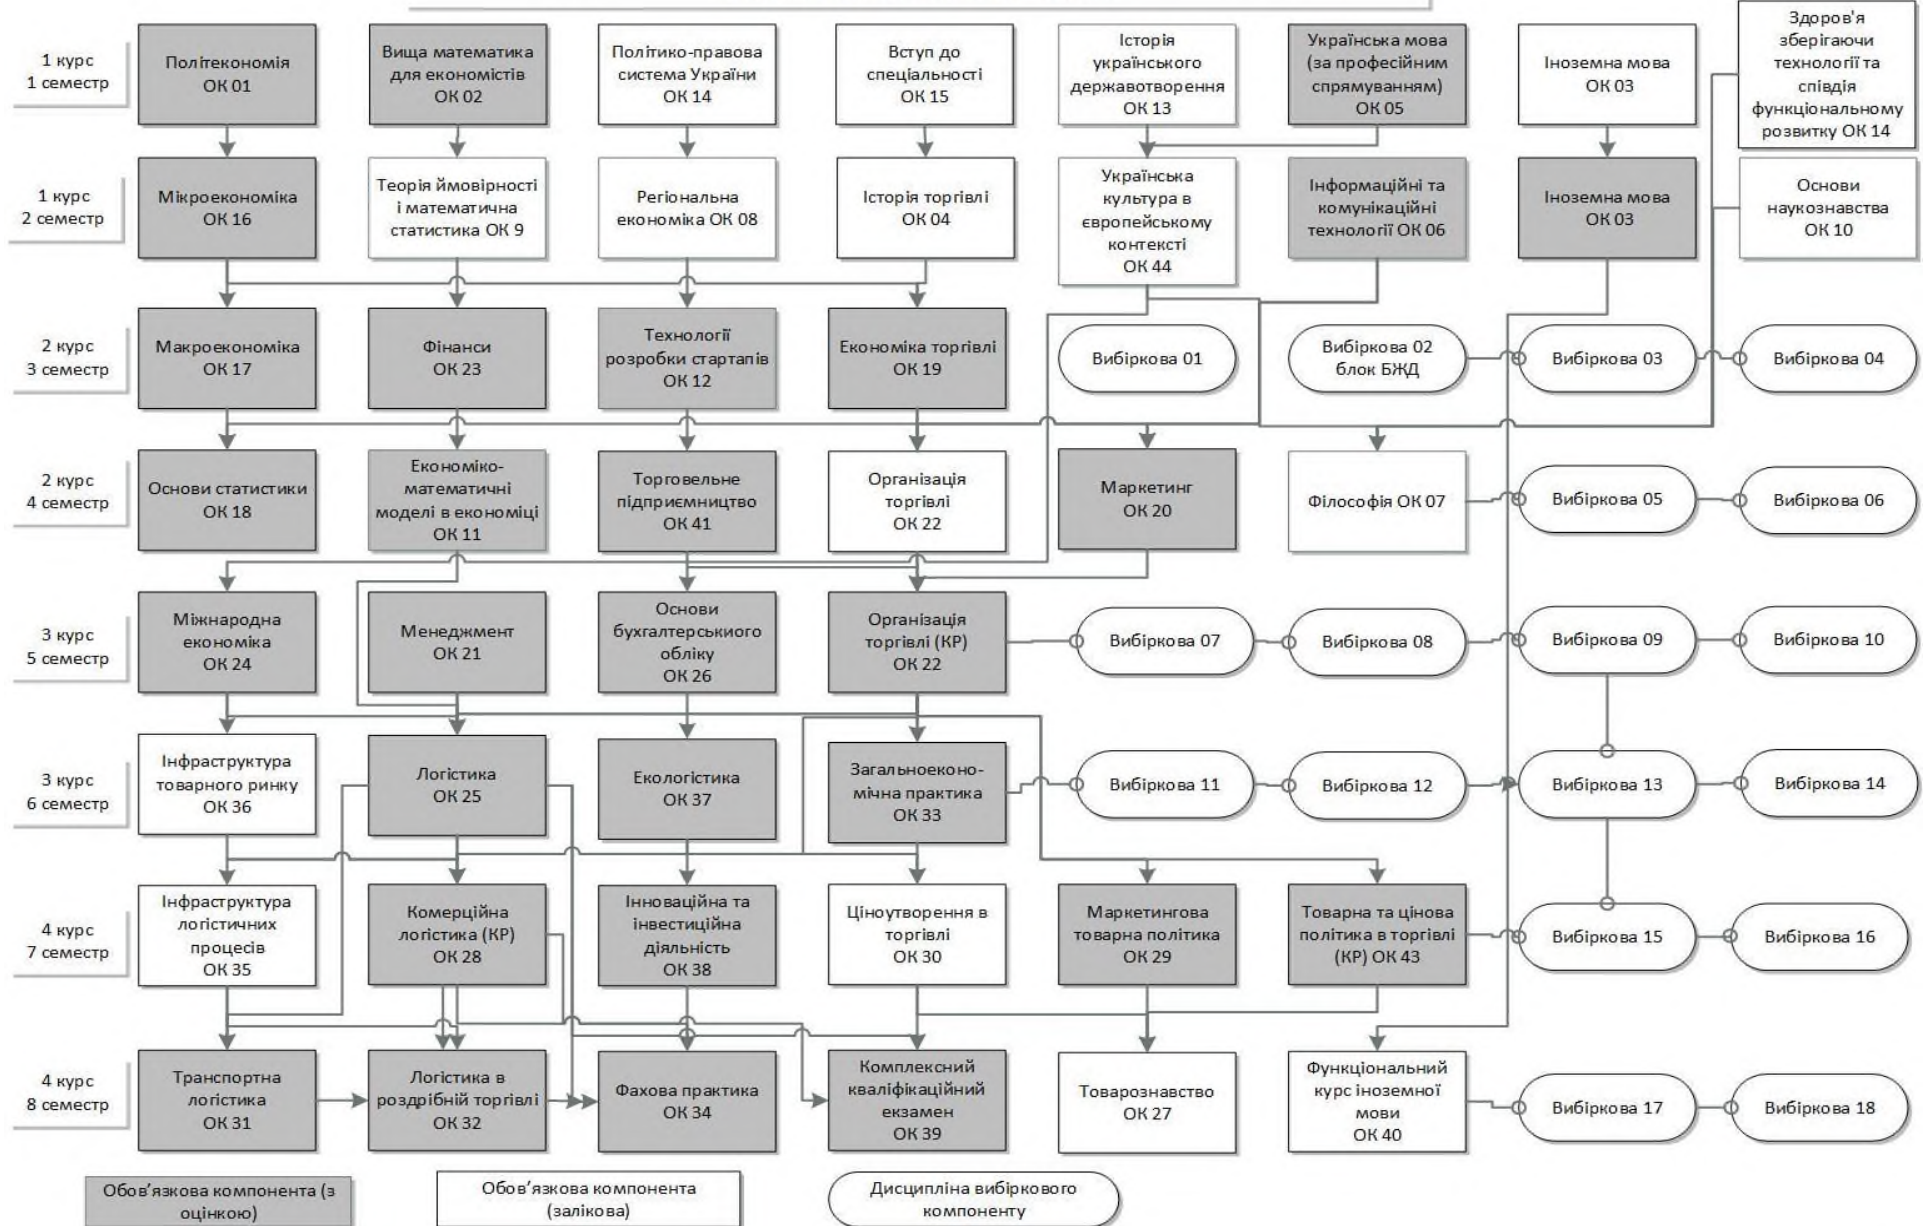 1 курс
1 семестр
Політекономія
ОК 01
Вища математика
для економістів
ОК 02
Політико-правова
система України
ОК 14
Вступ до
спеціальності
ОК 15
Історія
українського
державотворення
ОК 13
Українська мова
(за професійним
спрямуванням)
ОК 05
Іноземна мова
ОК 03
Здоров'я
зберігаючи
технології та
співдія
функціональному
розвитку ОК 14
1 курс
2 семестр
Мікроекономіка
ОК 16
Теорія ймовірності
і математична
статистика ОК 9
Регіональна
економіка ОК 08
Історія торгівлі
ОК 04
Українська
культура в
європейському
контексті
ОК 44
Інформаційні та
комунікаційні
технології ОК 06
Іноземна мова
ОК 03
Основи
наукознавства
ОК 10
2 курс
3 семестр
Макроекономіка
ОК 17
Фінанси
ОК 23
Технології
розробки стартапів
ОК 12
Економіка торгівлі
ОК 19
Вибіркова 01
Вибіркова 02
блок БЖД
Вибіркова 03
Вибіркова 04
2 курс
4 семестр
Основи статистики
ОК 18
Економіко-
математичні
моделі в економіці
ОК 11
Торговельне
підприємництво
ОК 41
Організація
торгівлі
ОК 22
Маркетинг
ОК 20
Філософія ОК 07
Вибіркова 05
Вибіркова 06
3 курс
5 семестр
Міжнародна
економіка
ОК 24
Менеджмент
ОК 21
Основи
бухгалтерського
обліку
ОК 26
Організація
торгівлі (КР)
ОК 22
Вибіркова 07
Вибіркова 08
Вибіркова 09
Вибіркова 10
3 курс
6 семестр
Інфраструктура
товарного ринку
ОК 36
Логістика
ОК 25
Екологістика
ОК 37
Загальноеконо-
мічна практика
ОК 33
Вибіркова 11
Вибіркова 12
Вибіркова 13
Вибіркова 14
4 курс
7 семестр
Інфраструктура
логістичних
процесів
ОК 35
Комерційна
логістика (КР)
ОК 28
Інноваційна та
інвестиційна
діяльність
ОК 38
Ціноутворення в
торгівлі
ОК 30
Маркетингова
товарна політика
ОК 29
Товарна та цінова
політика в торгівлі
(КР) ОК 43
Вибіркова 15
Вибіркова 16
4 курс
8 семестр
Транспортна
логістика
ОК 31
Логістика в
роздрібній торгівлі
ОК 32
Фахова практика
ОК 34
Комплексний
кваліфікаційний
екзамен
ОК 39
Товарознавство
ОК 27
Функціональний
курс іноземної
мови
ОК 40
Вибіркова 17
Вибіркова 18
Обов'язкова компонента (з
оцінкою)
Обов'язкова компонента
(залікова)
Дисципліна вибіркового
компоненту